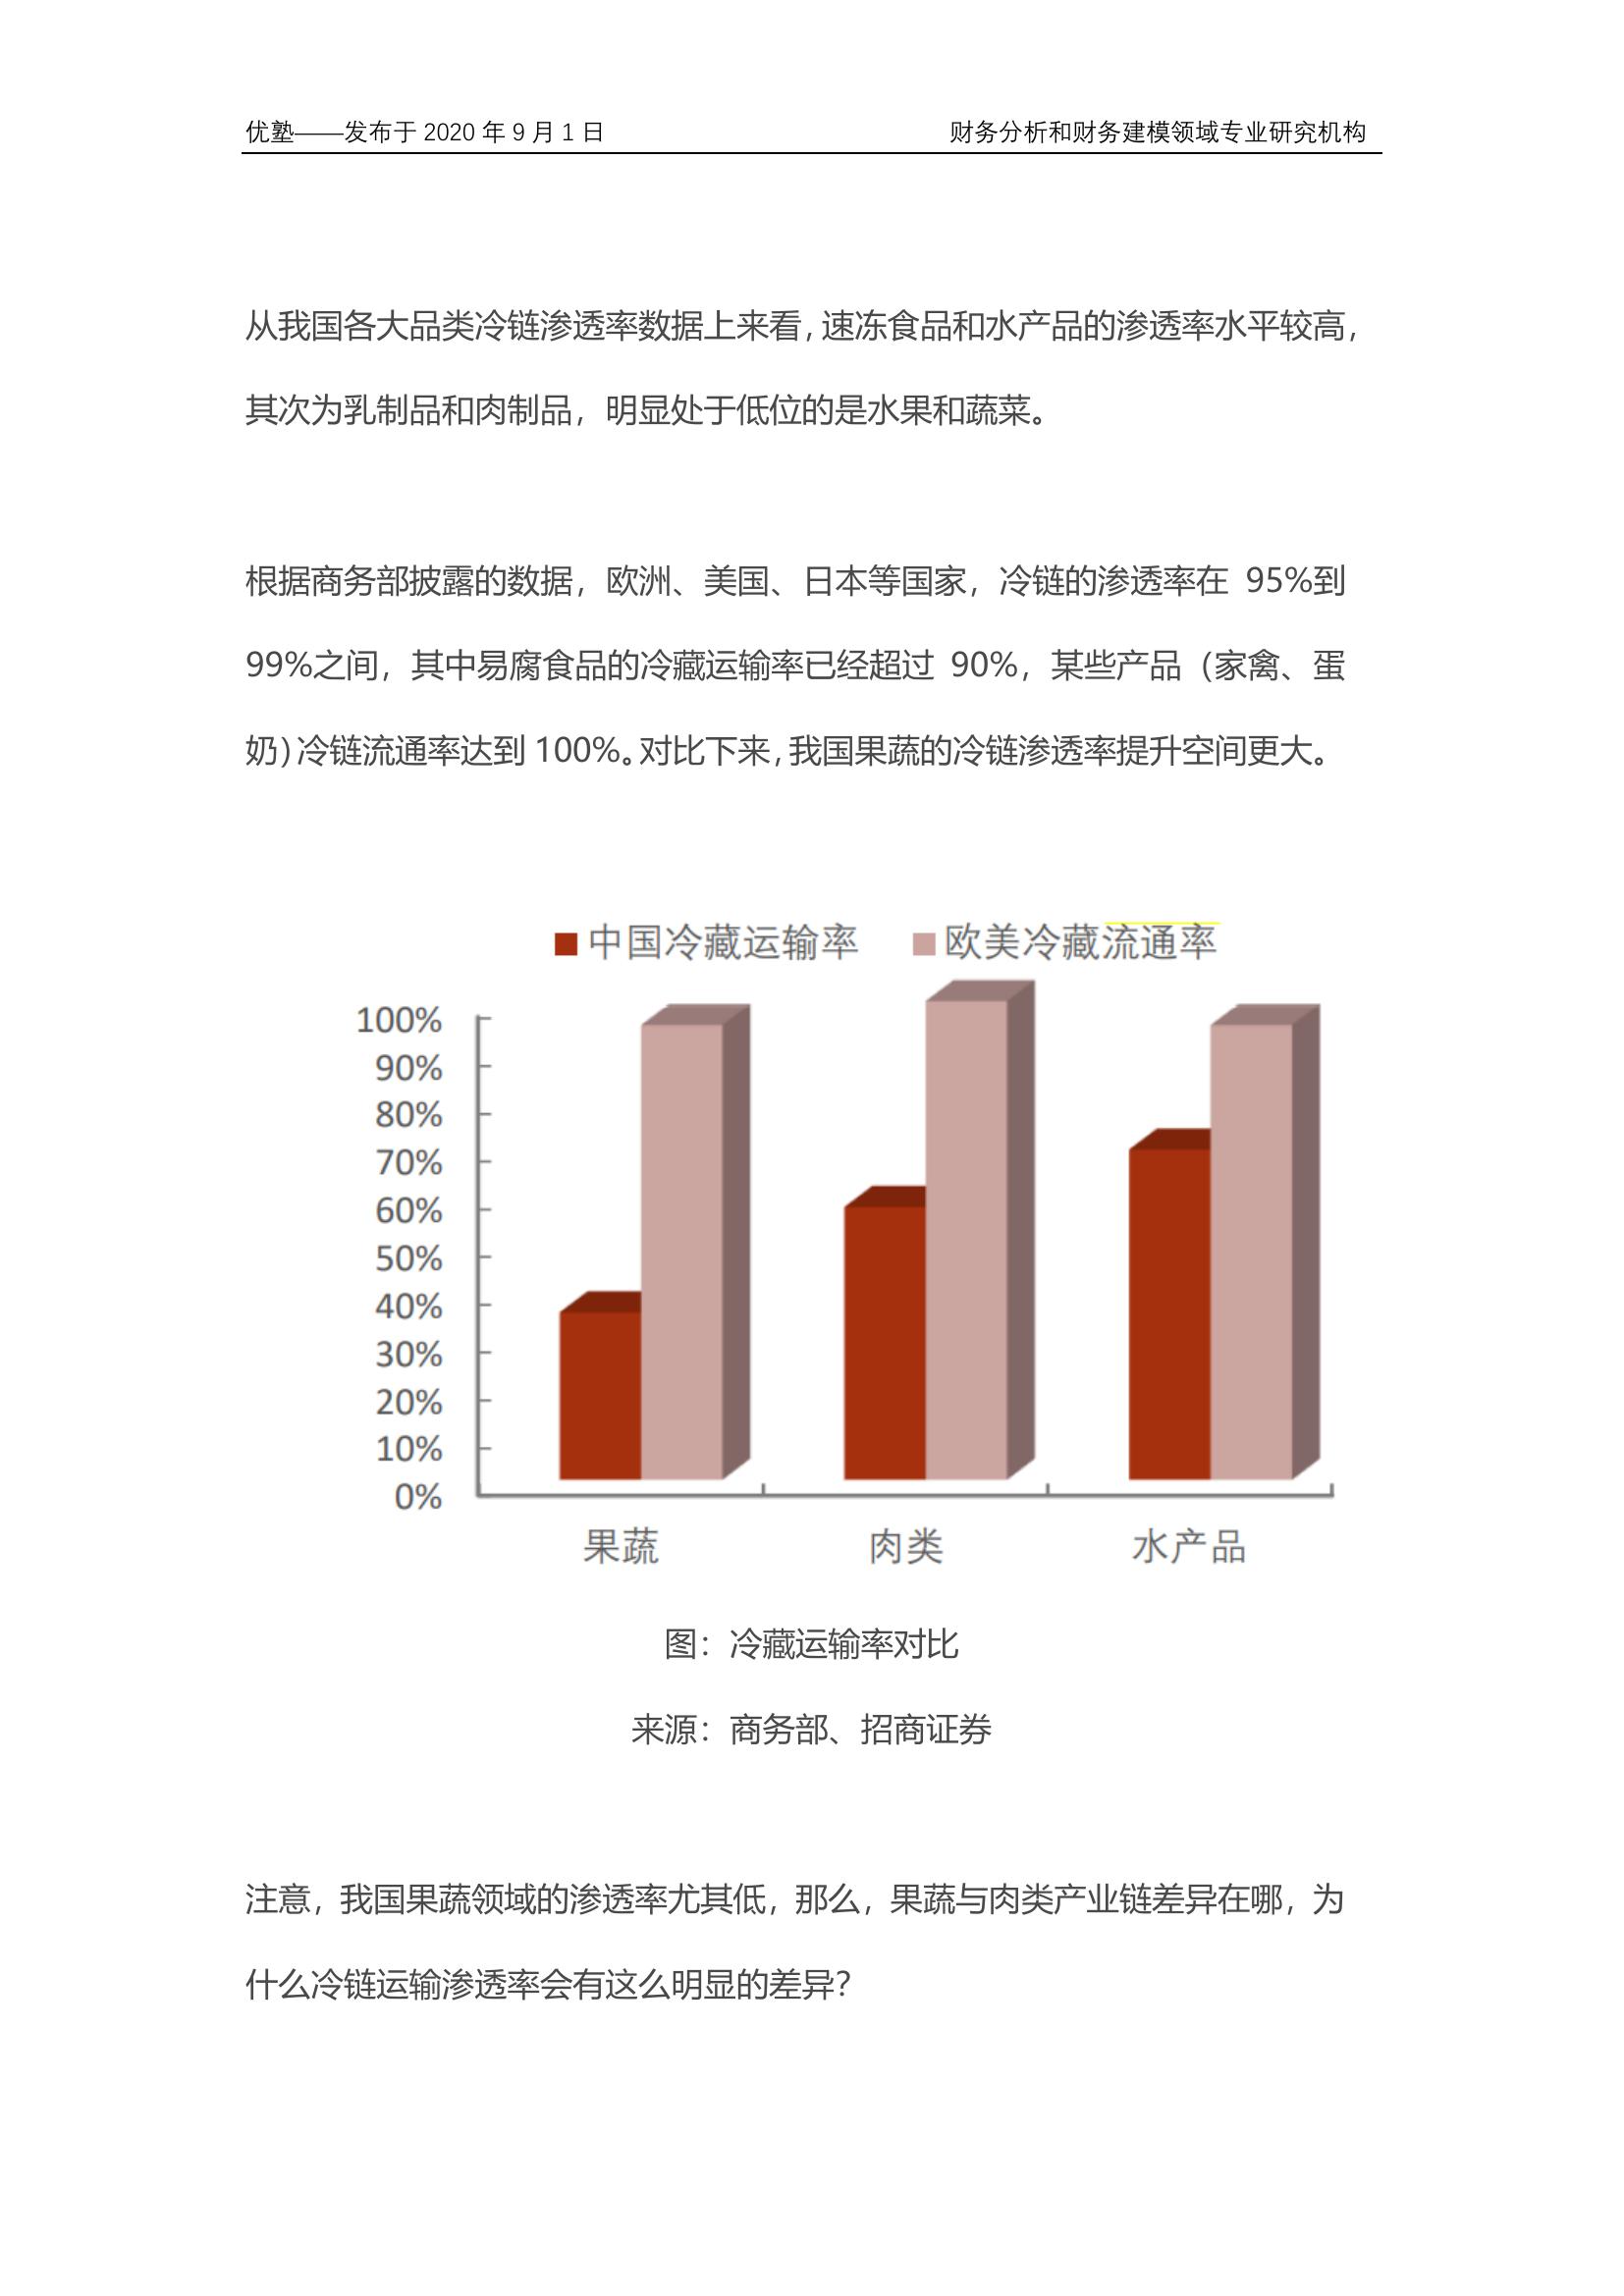 优塾——发布于 2020 年 9 月 1 日 财务分析和财务建模领域专业研究机构
从我国各大品类冷链渗透率数据上来看，速冻食品和水产品的渗透率水平较高，
其次为乳制品和肉制品，明显处于低位的是水果和蔬菜。
根据商务部披露的数据，欧洲、美国、日本等国家，冷链的渗透率在 95%到
99%之间，其中易腐食品的冷藏运输率已经超过 90%，某些产品（家禽、蛋
奶）冷链流通率达到 100%。对比下来，我国果蔬的冷链渗透率提升空间更大。
中国冷藏运输率 欧美冷藏流通率
100%
90%
80%
70%
60%
50%
40%
30%
20%
10%
0%
果蔬 肉类 水产品
图：冷藏运输率对比
来源：商务部、招商证券
注意，我国果蔬领域的渗透率尤其低，那么，果蔬与肉类产业链差异在哪，为
什么冷链运输渗透率会有这么明显的差异？